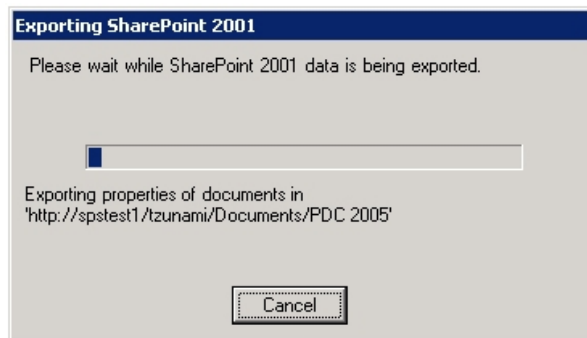 Exporting SharePoint 2001
Please wait while SharePoint 2001 data is being exported.
Exporting properties of documents in
'http://spstest1/tzunami/Documents/PDC 2005'
Cancel